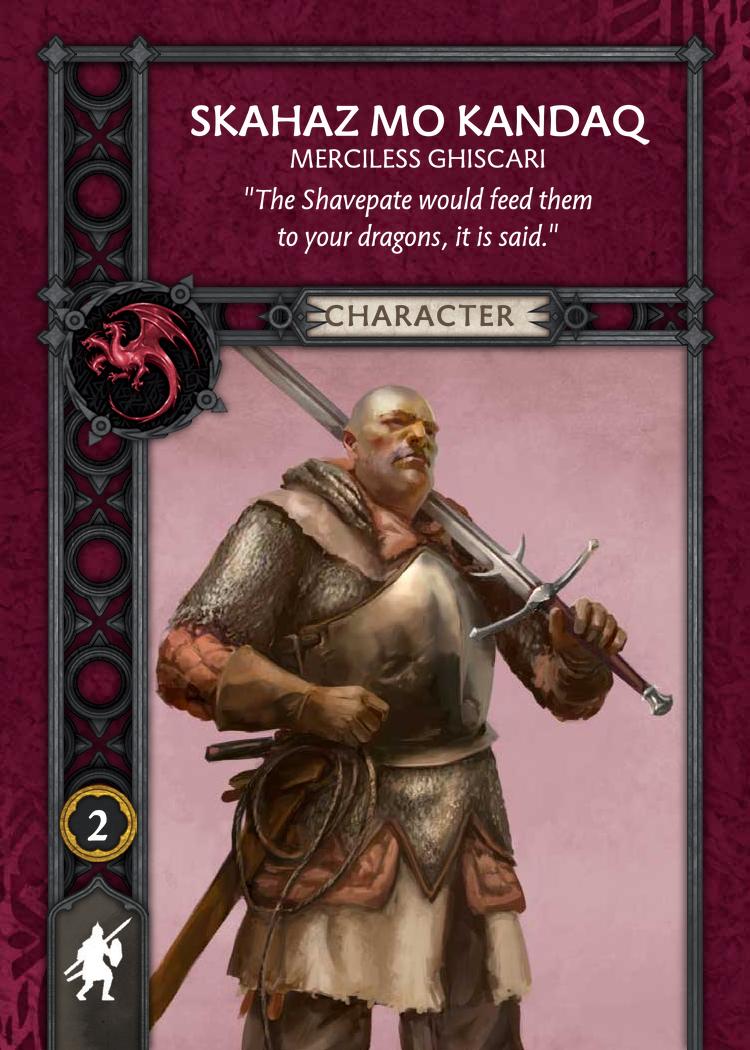 SKAHAZ MO KANDAQ
MERCILESS GHISCARI
"The Shavepate would feed them
to your dragons, it is said."
CHARACTER
2